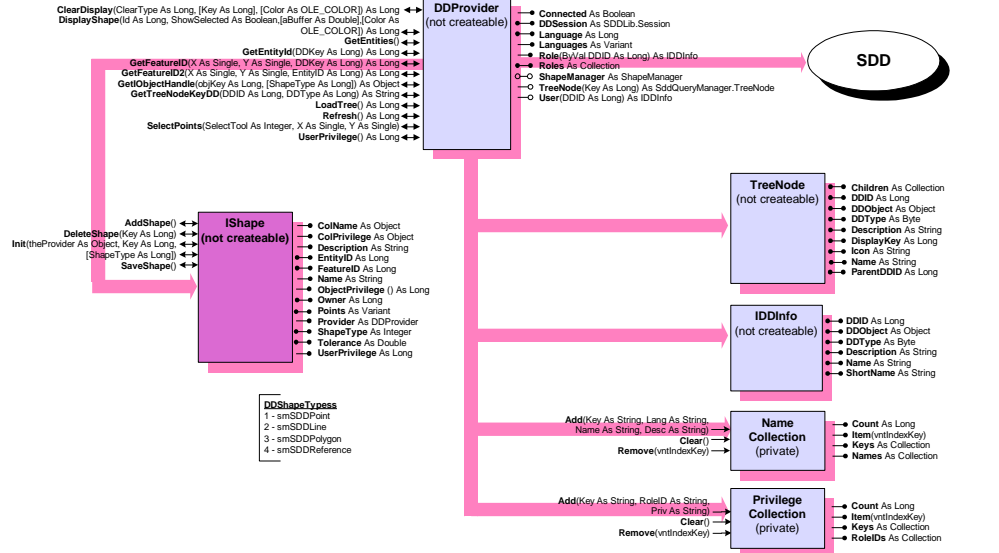 ClearDisplay(ClearType As Long, [Key As Long], [Color As OLE_COLOR]) As Long
DisplayShape(Id As Long, ShowSelected As Boolean,[aBuffer As Double],[Color As
OLE_COLOR]) As Long
GetEntities()
GetEntityId(DDKey As Long) As Long
GetFeatureID(X As Single, Y As Single, DDKey As Long) As Long
GetFeatureID2(X As Single, Y As Single, EntityID As Long) As Long
GetIObjectHandle(objKey As Long, [ShapeType As Long]) As Object
GetTreeNodeKeyDD(DDID As Long, DDType As Long) As String
LoadTree() As Long
Refresh() As Long
SelectPoints(SelectTool As Integer, X As Single, Y As Single)
UserPrivilege() As Long
DDProvider
(not createable)
Connected As Boolean
DDSession As SDDLib.Session
Language As Long
Languages As Variant
Role(ByVal DDID As Long) As IDDInfo
Roles As Collection
ShapeManager As ShapeManager
TreeNode(Key As Long) As SddQueryManager.TreeNode
User(DDID As Long) As IDDInfo
SDD
AddShape()
DeleteShape(Key As Long)
Init(theProvider As Object, Key As Long,
[ShapeType As Long])
SaveShape()
IShape
(not createable)
ColName As Object
ColPrivilege As Object
Description As String
EntityID As Long
FeatureID As Long
Name As String
ObjectPrivilege () As Long
Owner As Long
Points As Variant
Provider As DDProvider
ShapeType As Integer
Tolerance As Double
UserPrivilege As Long
DDShapeTypess
1 - smSDDPoint
2 - smSDDLine
3 - smSDDPolygon
4 - smSDDReference
TreeNode
(not createable)
Children As Collection
DDID As Long
DDObject As Object
DDType As Byte
Description As String
DisplayKey As Long
Icon As String
Name As String
ParentDDID As Long
IDDInfo
(not createable)
DDID As Long
DDObject As Object
DDType As Byte
Description As String
Name As String
ShortName As String
Add(Key As String, Lang As String,
Name As String, Desc As String)
Clear()
Remove(vntIndexKey)
Name
Collection
(private)
Count As Long
Item(vntIndexKey)
Keys As Collection
Names As Collection
Add(Key As String, RoleID As String,
Priv As String)
Clear()
Remove(vntIndexKey)
Privilege
Collection
(private)
Count As Long
Item(vntIndexKey)
Keys As Collection
RoleIDs As Collection